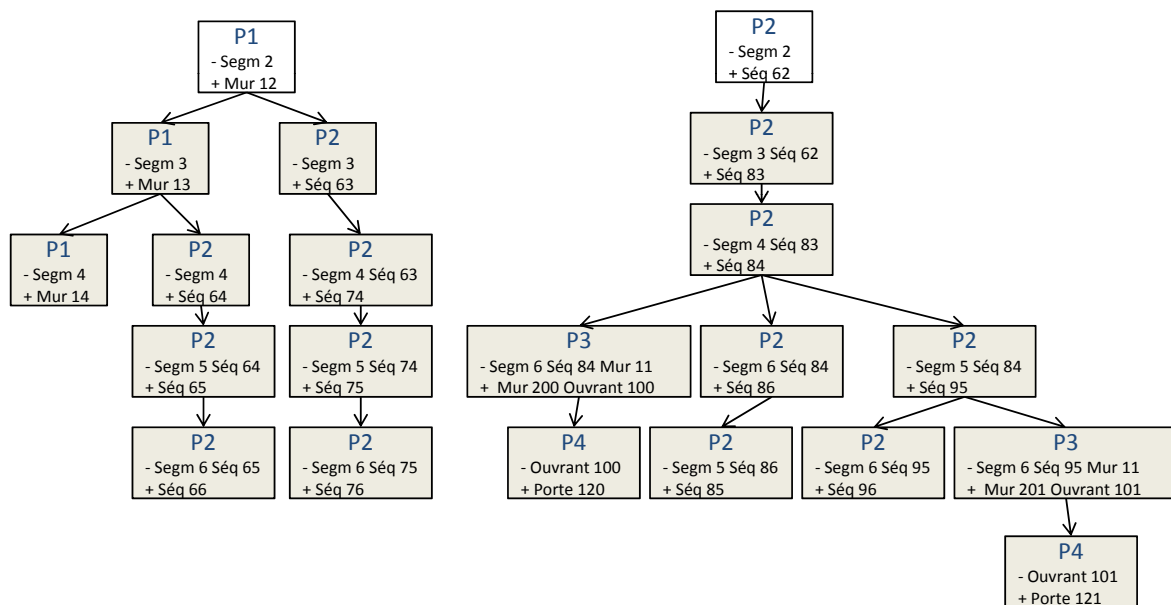 P1
- Segm 2
+ Mur 12
P1
- Segm 3
+ Mur 13
P2
- Segm 3
+ Séq 63
P1
- Segm 4
+ Mur 14
P2
- Segm 4
+ Séq 64
P2
- Segm 4 Séq 63
+ Séq 74
P2
- Segm 5 Séq 64
+ Séq 65
P2
- Segm 5 Séq 74
+ Séq 75
P2
- Segm 6 Séq 65
+ Séq 66
P2
- Segm 6 Séq 75
+ Séq 76
P2
- Segm 2
+ Séq 62
P2
- Segm 3 Séq 62
+ Séq 83
P2
- Segm 4 Séq 83
+ Séq 84
P3
- Segm 6 Séq 84 Mur 11
+ Mur 200 Ouvrant 100
P2
- Segm 6 Séq 84
+ Séq 86
P2
- Segm 5 Séq 84
+ Séq 95
P4
- Ouvrant 100
+ Porte 120
P2
- Segm 5 Séq 86
+ Séq 85
P2
- Segm 6 Séq 95
+ Séq 96
P3
- Segm 6 Séq 95 Mur 11
+ Mur 201 Ouvrant 101
P4
- Ouvrant 101
+ Porte 121